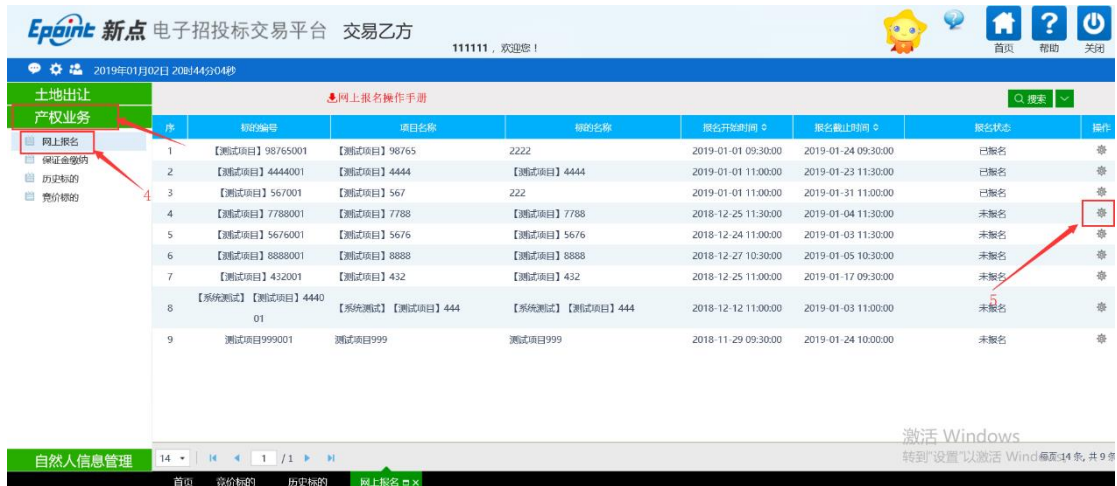 Epoint 新点 电子招投标交易平台 交易乙方
111111，欢迎您！
首页 帮助 关闭
2019年01月02日 20时44分04秒
土地出让
网上报名操作手册
搜索
产权业务
网上报名
保证金缴纳
历史标的
竞价标的
4
序 标的编号 项目名称 标的名称 报名开始时间 报名截止时间 报名状态 操作
1 【测试项目】98765001 【测试项目】98765 2222 2019-01-01 09:30:00 2019-01-24 09:30:00 已报名
2 【测试项目】4444001 【测试项目】4444 【测试项目】4444 2019-01-01 11:00:00 2019-01-23 11:30:00 已报名
3 【测试项目】567001 【测试项目】567 222 2019-01-01 11:00:00 2019-01-31 11:00:00 已报名
4 【测试项目】7788001 【测试项目】7788 【测试项目】7788 2018-12-25 11:30:00 2019-01-04 11:30:00 未报名
5 【测试项目】5676001 【测试项目】5676 【测试项目】5676 2018-12-24 11:00:00 2019-01-03 11:30:00 未报名
6 【测试项目】8888001 【测试项目】8888 【测试项目】8888 2018-12-27 10:30:00 2019-01-05 10:30:00 未报名
7 【测试项目】432001 【测试项目】432 【测试项目】432 2018-12-25 11:00:00 2019-01-17 09:30:00 未报名
5
8 【系统测试】【测试项目】4440
01 【系统测试】【测试项目】444 【系统测试】【测试项目】444 2018-12-12 11:00:00 2019-01-03 11:00:00 未报名
9 测试项目999001 测试项目999 测试项目999 2018-11-29 09:30:00 2019-01-24 10:00:00 未报名
激活 Windows
转到"设置"以激活 Wind
自然人信息管理
14 1 /1
每页14 条, 共 9 条
首页 竞价标的 历史标的 网上报名